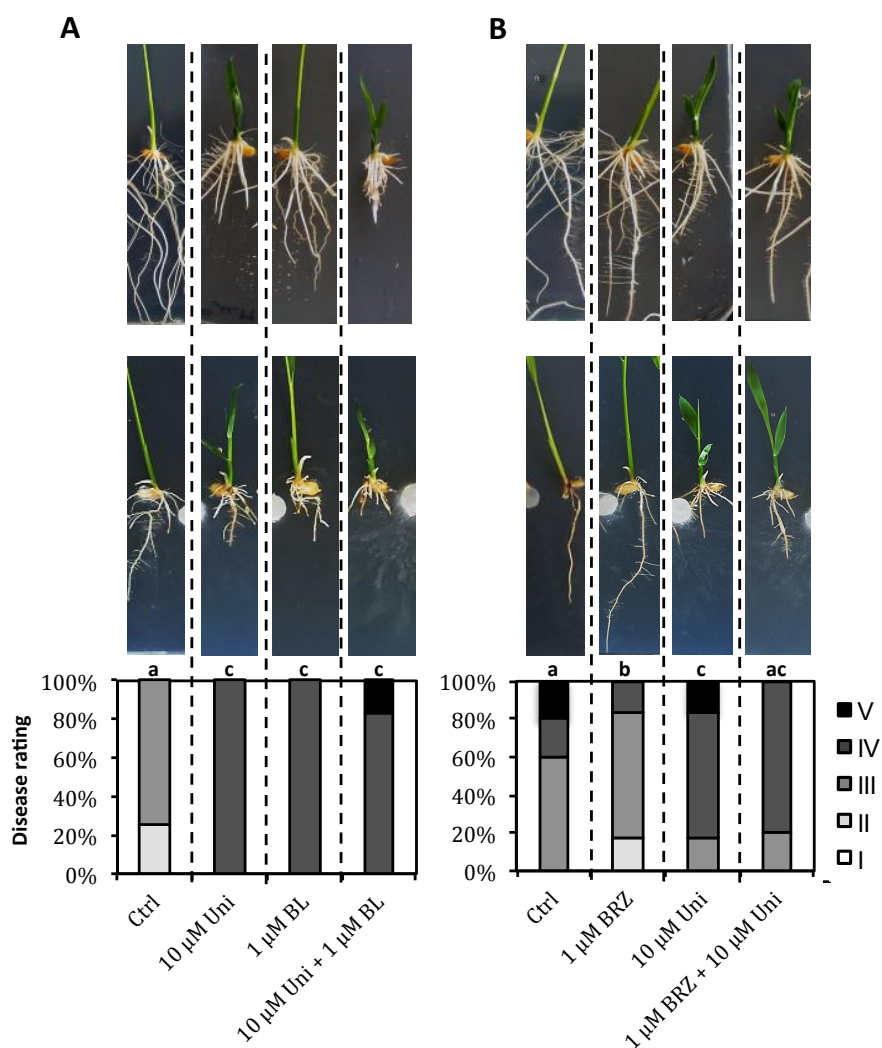 A
B
a c c c
a b c ac
100%
80%
60%
40%
20%
0%
Disease rating
Ctrl
10 µM Uni
1 µM BL
10 µM Uni + 1 µM BL
100%
80%
60%
40%
20%
0%
Ctrl
1 µM BRZ
10 µM Uni
1 µM BRZ + 10 µM Uni
V
IV
III
II
I